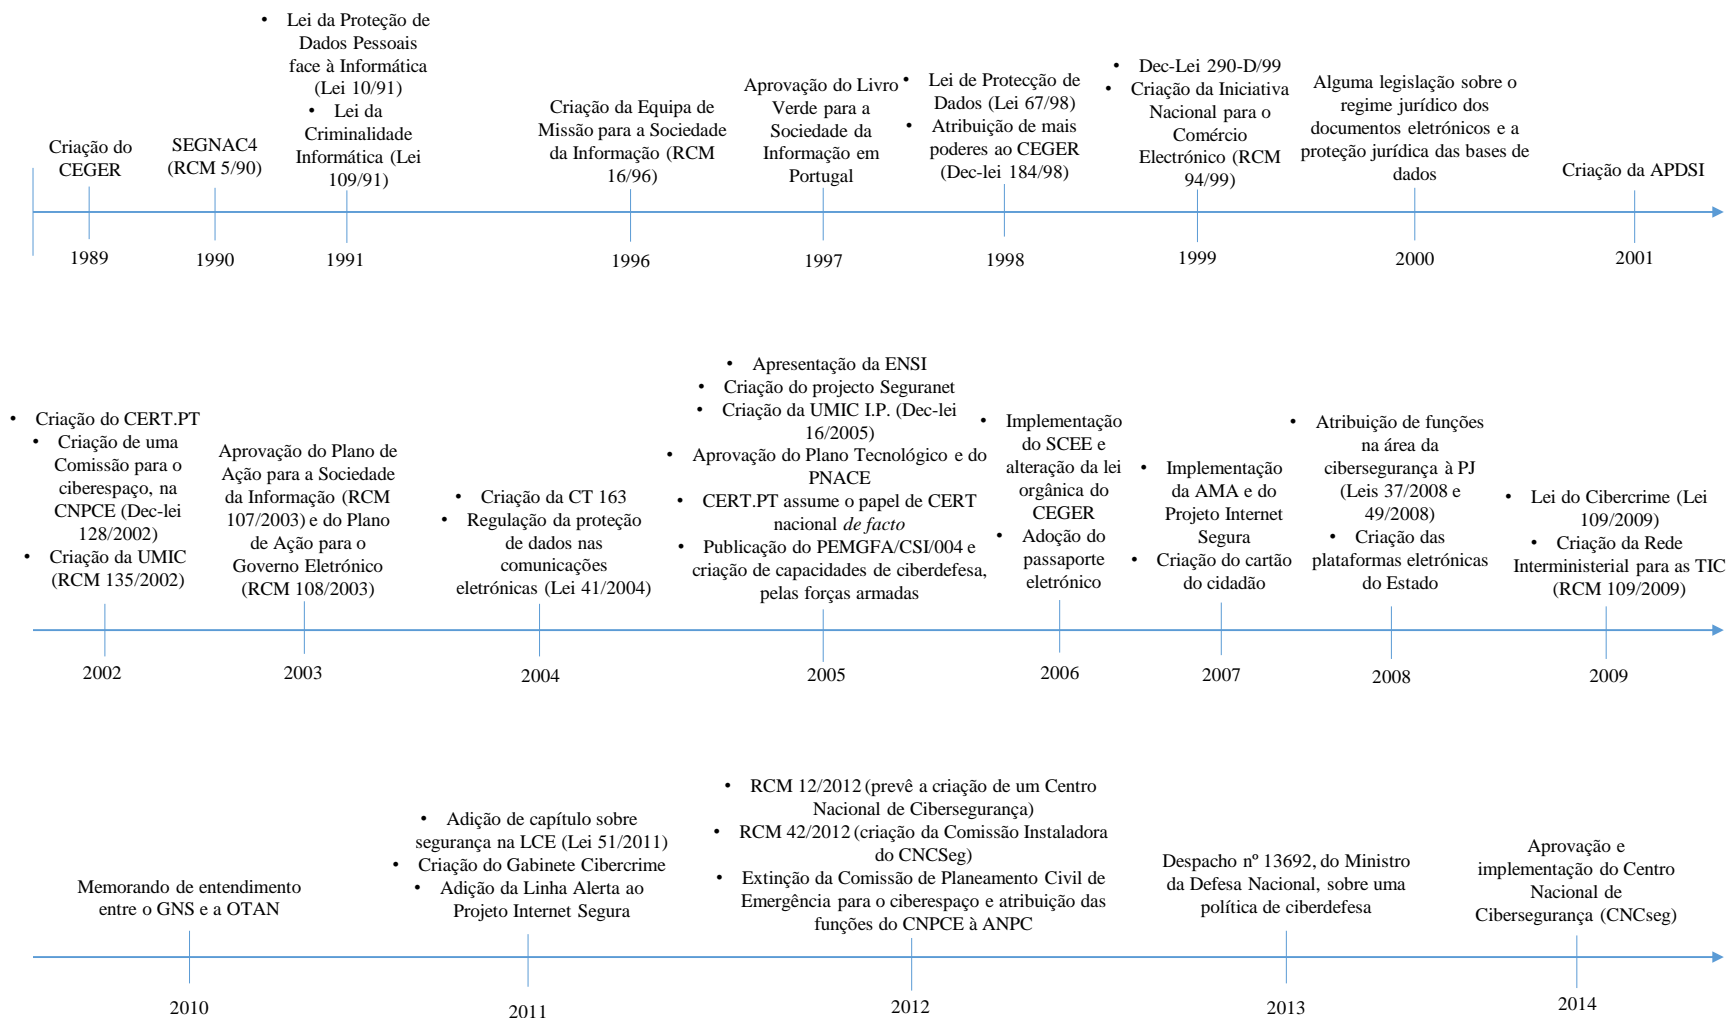 Criação do
CEGER
1989
SEGNAC4
(RCM 5/90)
1990
• Lei da Proteção de
Dados Pessoais
face à Informática
(Lei 10/91)
• Lei da
Criminalidade
Informática (Lei
109/91)
1991
Criação da Equipa de
Missão para a Sociedade
da Informação (RCM
16/96)
1996
Aprovação do Livro
Verde para a
Sociedade da
Informação em
Portugal
1997
• Lei de Protecção de
Dados (Lei 67/98)
• Atribuição de mais
poderes ao CEGER
(Dec-lei 184/98)
1998
• Dec-Lei 290-D/99
• Criação da Iniciativa
Nacional para o
Comércio
Electrónico (RCM
94/99)
1999
Alguma legislação sobre o
regime jurídico dos
documentos eletrónicos e a
proteção jurídica das bases de
dados
2000
Criação da APDSI
2001
• Criação do CERT.PT
• Criação de uma
Comissão para o
ciberespaço, na
CNPCE (Dec-lei
128/2002)
• Criação da UMIC
(RCM 135/2002)
2002
Aprovação do Plano de
Ação para a Sociedade
da Informação (RCM
107/2003) e do Plano
de Ação para o
Governo Eletrónico
(RCM 108/2003)
2003
• Criação da CT 163
• Regulação da proteção
de dados nas
comunicações
eletrónicas (Lei 41/2004)
2004
• Apresentação da ENSI
• Criação do projecto Seguranet
• Criação da UMIC I.P. (Dec-lei
16/2005)
• Aprovação do Plano Tecnológico e do
PNACE
• CERT.PT assume o papel de CERT
nacional de facto
• Publicação do PEMGFA/CSI/004 e
criação de capacidades de ciberdefesa,
pelas forças armadas
2005
• Implementação
do SCEE e
alteração da lei
orgânica do
CEGER
• Adoção do
passaporte
eletrónico
2006
• Implementação
da AMA e do
Projeto Internet
Segura
• Criação do cartão
do cidadão
2007
• Atribuição de funções
na área da
cibersegurança à PJ
(Leis 37/2008 e
49/2008)
• Criação das
plataformas eletrónicas
do Estado
2008
• Lei do Cibercrime (Lei
109/2009)
• Criação da Rede
Interministerial para as TIC
(RCM 109/2009)
2009
Memorando de entendimento
entre o GNS e a OTAN
2010
• Adição de capítulo sobre
segurança na LCE (Lei 51/2011)
• Criação do Gabinete Cibercrime
• Adição da Linha Alerta ao
Projeto Internet Segura
2011
• RCM 12/2012 (prevê a criação de um Centro
Nacional de Cibersegurança)
• RCM 42/2012 (criação da Comissão Instaladora
do CNCSeg)
• Extinção da Comissão de Planeamento Civil de
Emergência para o ciberespaço e atribuição das
funções do CNPCE à ANPC
2012
Despacho nº 13692, do Ministro
da Defesa Nacional, sobre uma
política de ciberdefesa
2013
Aprovação e
implementação do Centro
Nacional de
Cibersegurança (CNCseg)
2014